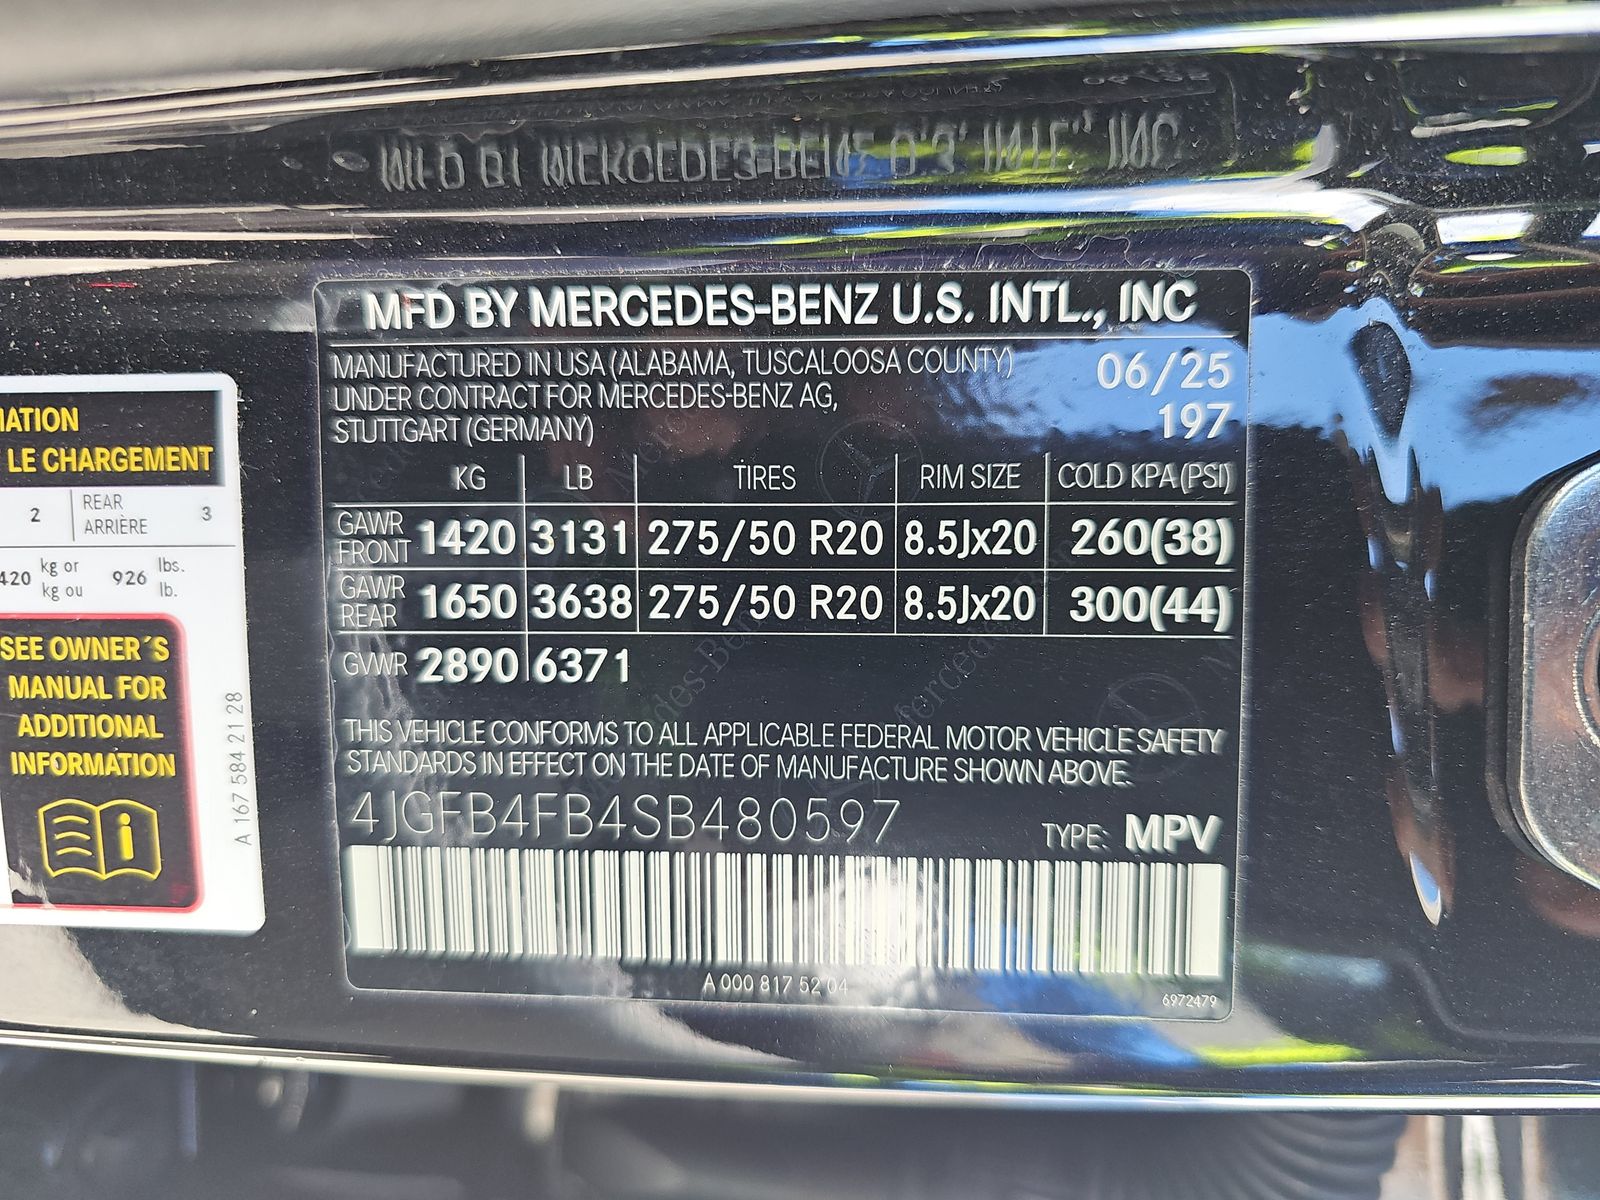 MFD BY MERCEDES-BENZ U.S. INTL., INC
MANUFACTURED IN USA (ALABAMA, TUSCALOOSA COUNTY) 06/25
UNDER CONTRACT FOR MERCEDES-BENZ AG,
STUTTGART (GERMANY) 197
KG LB TIRES RIM SIZE COLD KPA (PSI)
GAWR FRONT 1420 3131 275/50 R20 8.5Jx20 260(38)
GAWR REAR 1650 3638 275/50 R20 8.5Jx20 300(44)
GVWR 2890 6371
THIS VEHICLE CONFORMS TO ALL APPLICABLE FEDERAL MOTOR VEHICLE SAFETY
STANDARDS IN EFFECT ON THE DATE OF MANUFACTURE SHOWN ABOVE.
4JGFB4FB4SB480597 TYPE: MPV
A 000 817 52 04
6972479
LE CHARGEMENT
2 REAR 3
ARRIÈRE
kg or 926 lbs.
kg ou lb.
SEE OWNER´S
MANUAL FOR
ADDITIONAL
INFORMATION
i
A 167 584 21 28